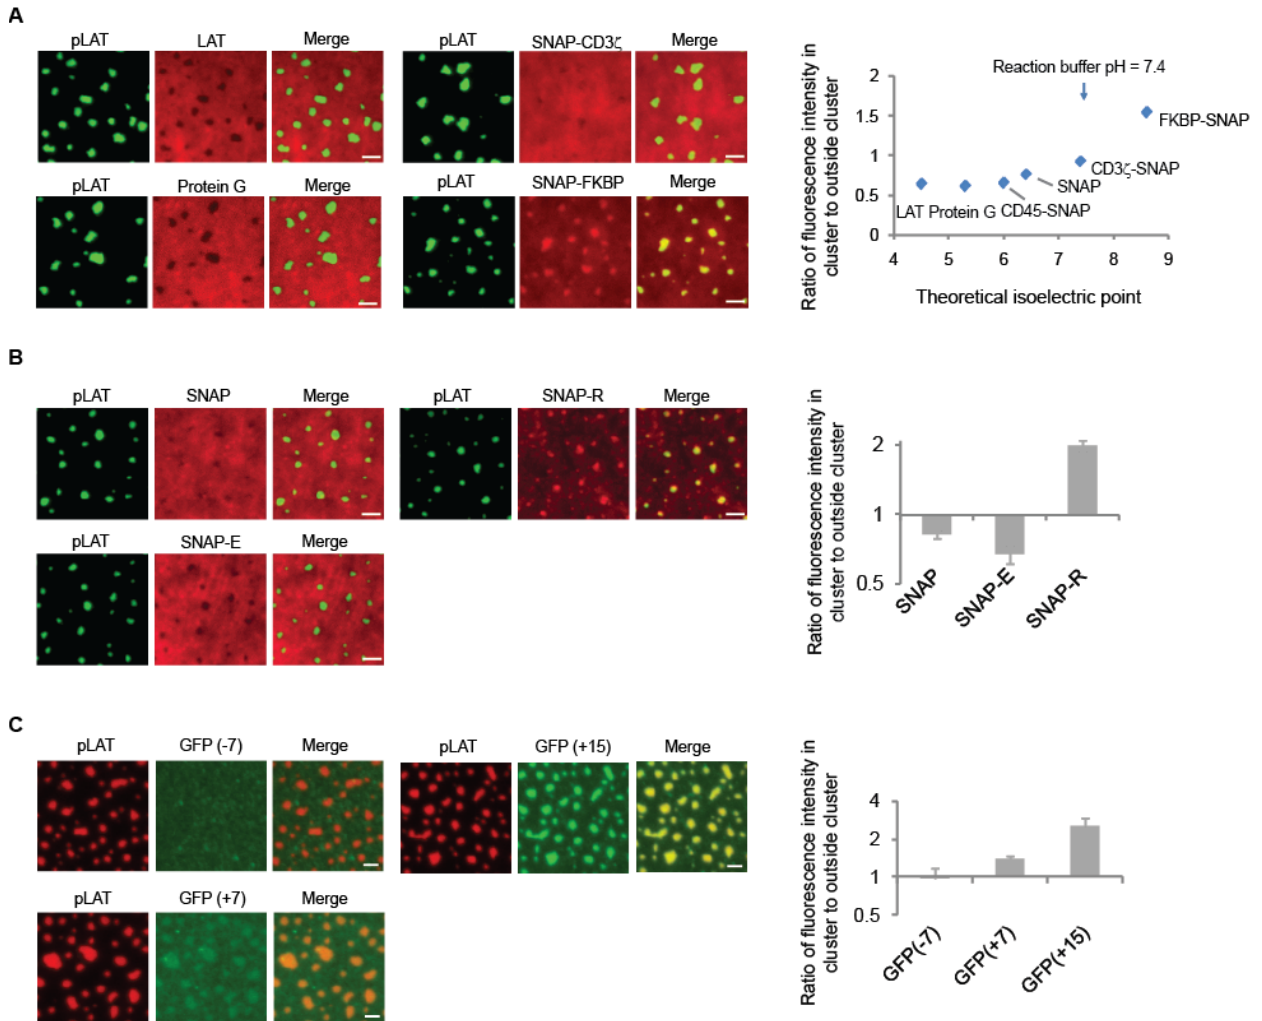 A
pLAT LAT Merge pLAT SNAP-CD3ζ Merge
pLAT Protein G Merge pLAT SNAP-FKBP Merge
Ratio of fluorescence intensity in
cluster to outside cluster
2
1.5
1
0.5
0
4 5 6 7 8 9
Theoretical isoelectric point
Reaction buffer pH = 7.4
FKBP-SNAP
CD3ζ-SNAP
SNAP
LAT Protein G CD45-SNAP
B
pLAT SNAP Merge pLAT SNAP-R Merge
pLAT SNAP-E Merge
Ratio of fluorescence intensity in
cluster to outside cluster
2
1
0.5
SNAP
SNAP-E
SNAP-R
C
pLAT GFP (-7) Merge pLAT GFP (+15) Merge
pLAT GFP (+7) Merge
Ratio of fluorescence intensity in
cluster to outside cluster
4
2
1
0.5
GFP(-7)
GFP(+7)
GFP(+15)